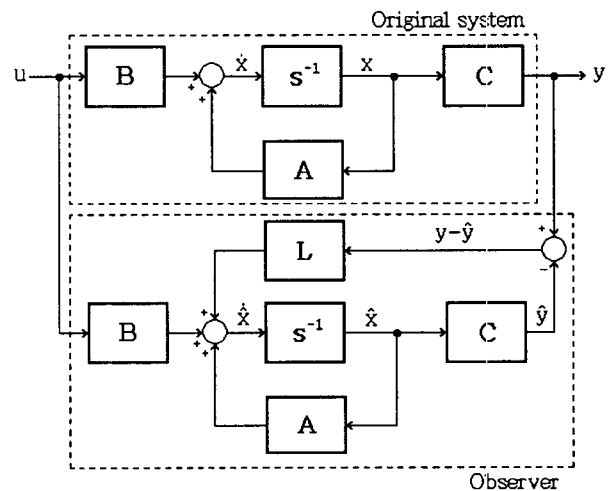 Original system
u
B
+
+
ẋ
s⁻¹
x
C
y
A
L
y-ŷ
+
-
B
+
+
+
x̂̇
s⁻¹
x̂
C
ŷ
A
Observer